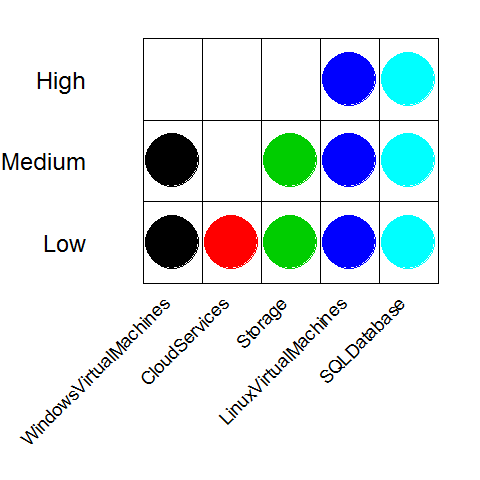 High
Medium
Low
WindowsVirtualMachines
CloudServices
Storage
LinuxVirtualMachines
SQLDatabase